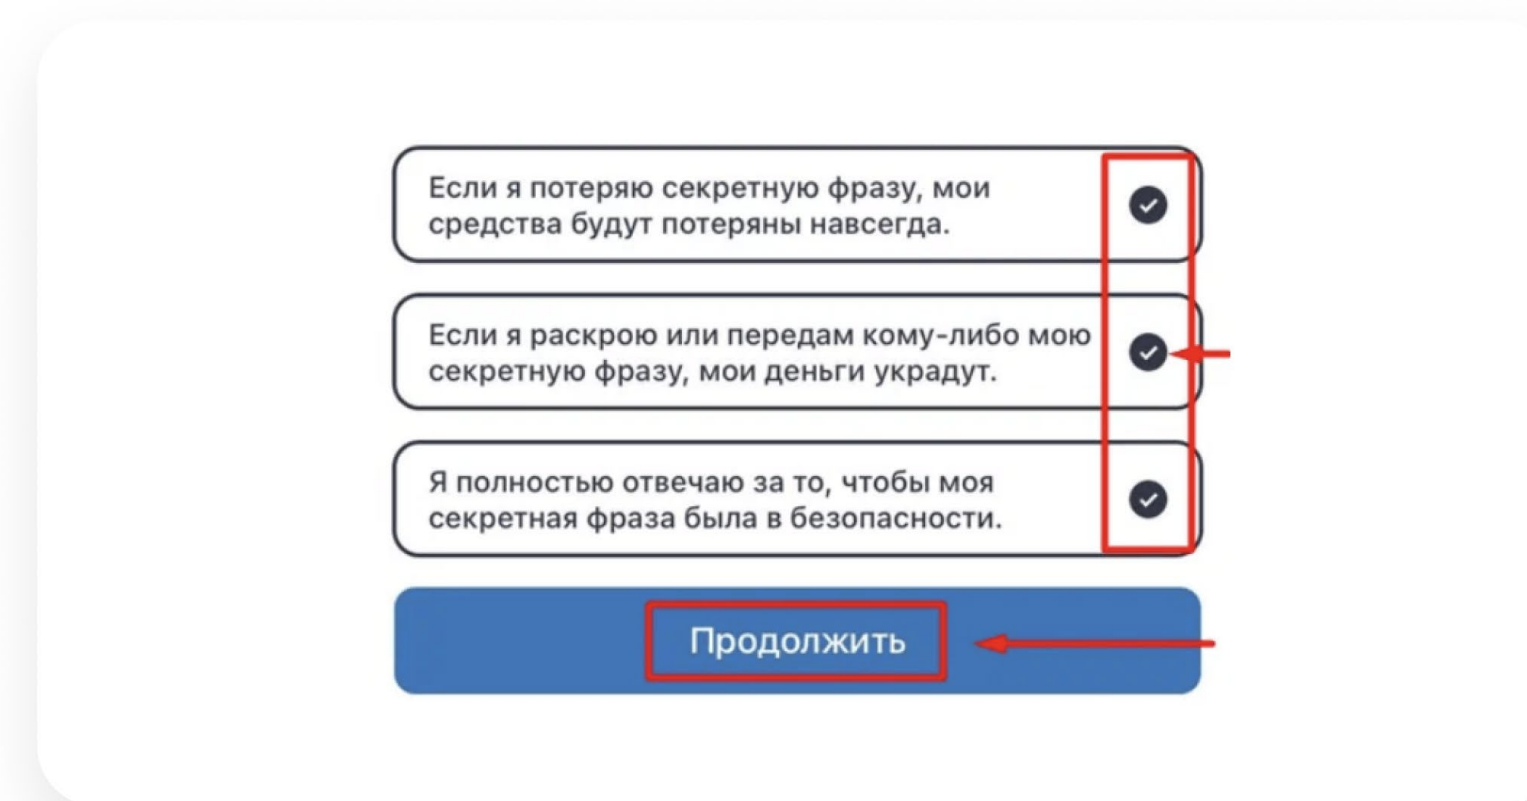 Если я потеряю секретную фразу, мои
средства будут потеряны навсегда.
Если я раскрою или передам кому-либо мою
секретную фразу, мои деньги украдут.
Я полностью отвечаю за то, чтобы моя
секретная фраза была в безопасности.
Продолжить